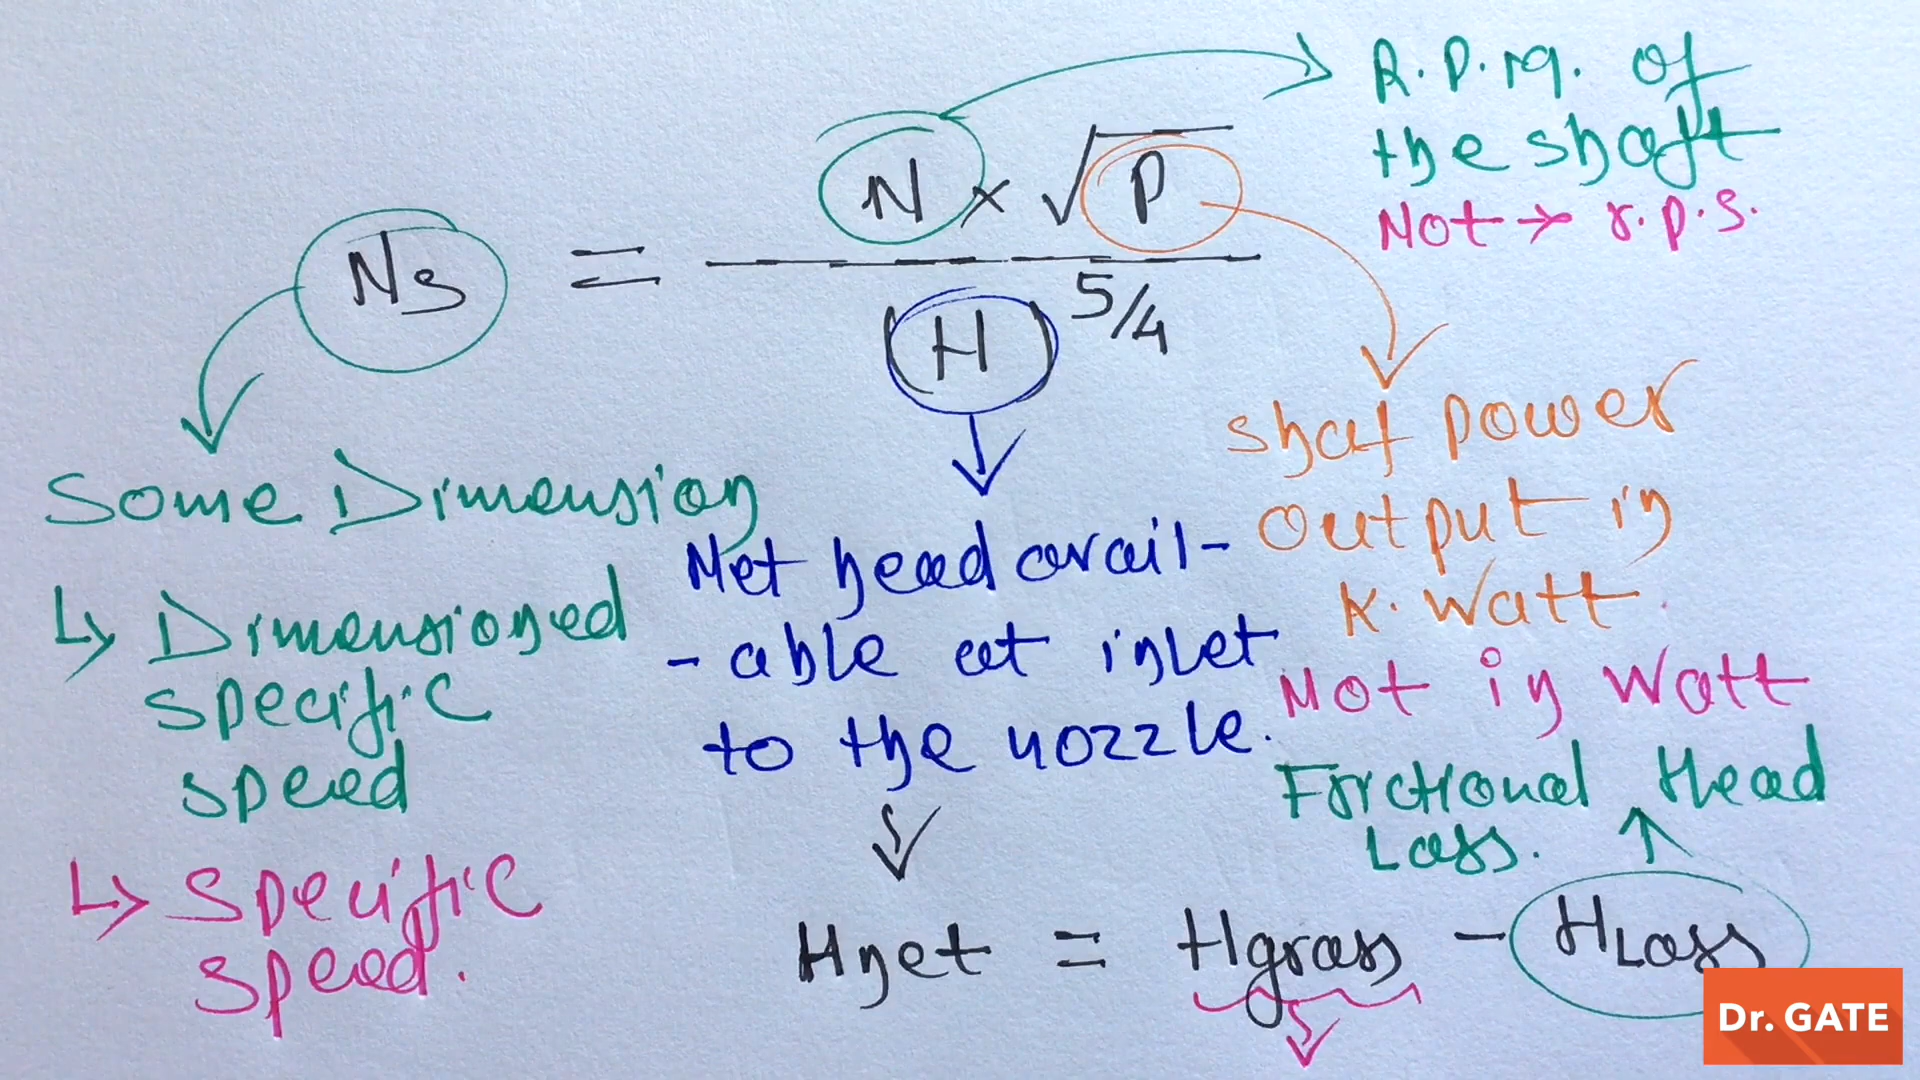 R.P.m. of
the shaft
Not → r.p.s.
Ns = N × √P / (H)^5/4
Some Dimension
↳ Dimensioned
specific
speed
↳ Specific
speed.
Net head avail-
-able at inlet
to the nozzle.
Shaf power
output in
K. Watt
Not in Watt
Frictional Head
Loss.
Hnet = Hgross - HLoss
Dr. GATE